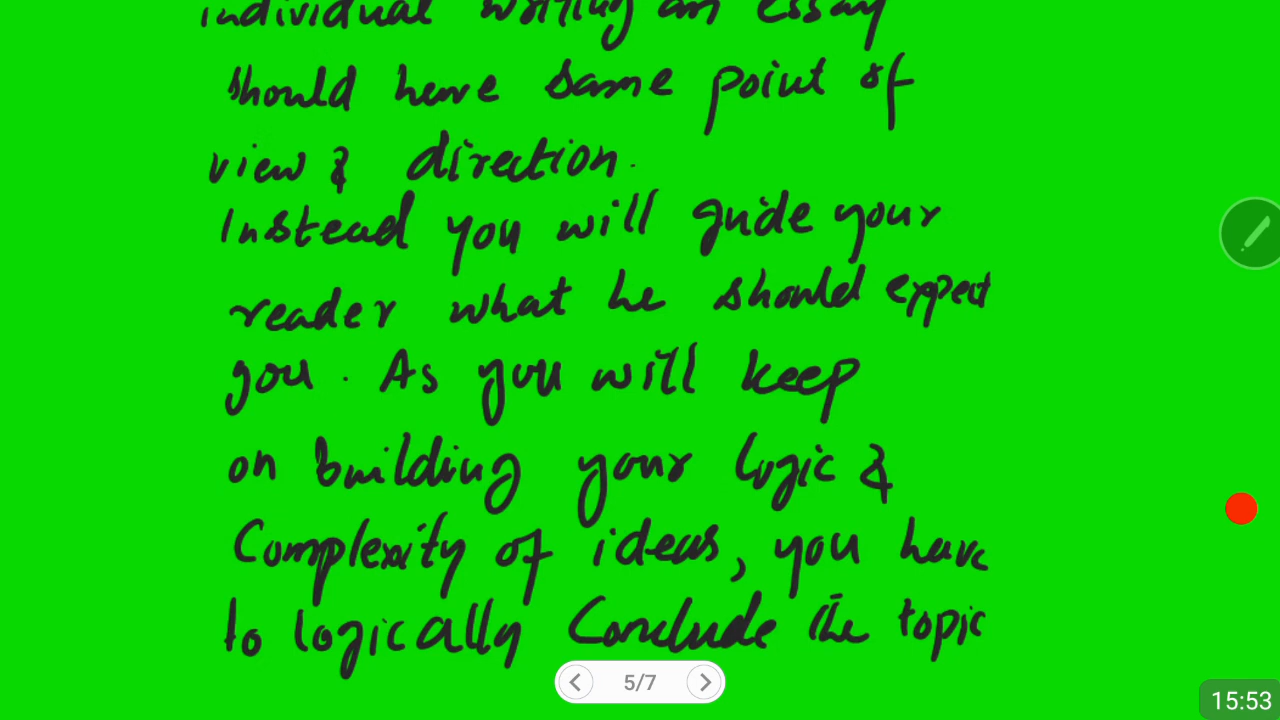 individual writing an essay
should have same point of
view & direction.
Instead you will guide your
reader what he should expect
you. As you will keep
on building your logic &
Complexity of ideas, you have
to logically Conclude the topic
5/7
15:53